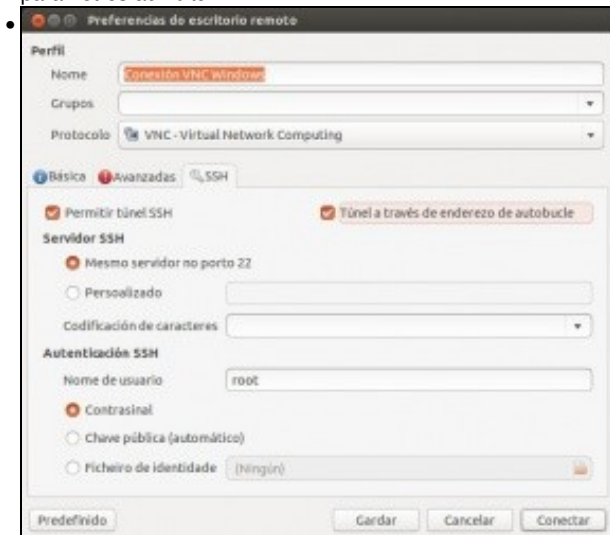 Preferencias do escritorio remoto
Perfil
Nome Conexión VNC Windows
Grupos
Protocolo VNC - Virtual Network Computing
Básica Avanzadas SSH
Permitir túnel SSH Túnel a través de enderezo de autobucle
Servidor SSH
Mesmo servidor no porto 22
Persoalizado
Codificación de caracteres
Autenticación SSH
Nome de usuario root
Contrasinal
Chave pública (automático)
Ficheiro de identidade (Ningún)
Predefinido Gardar Cancelar Conectar